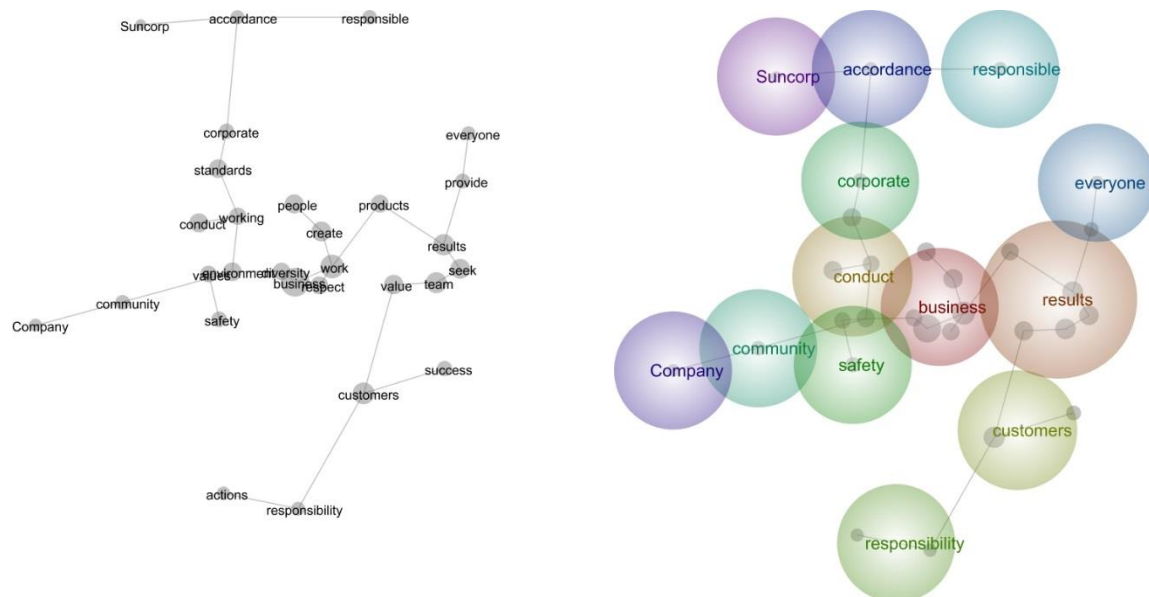 Suncorp
accordance
responsible
corporate
everyone
standards
provide
people
products
conduct
working
create
results
values
environment
diversity
work
seek
business
respect
value
team
community
safety
Company
success
customers
actions
responsibility
Suncorp
accordance
responsible
corporate
everyone
conduct
business
results
community
Company
safety
customers
responsibility